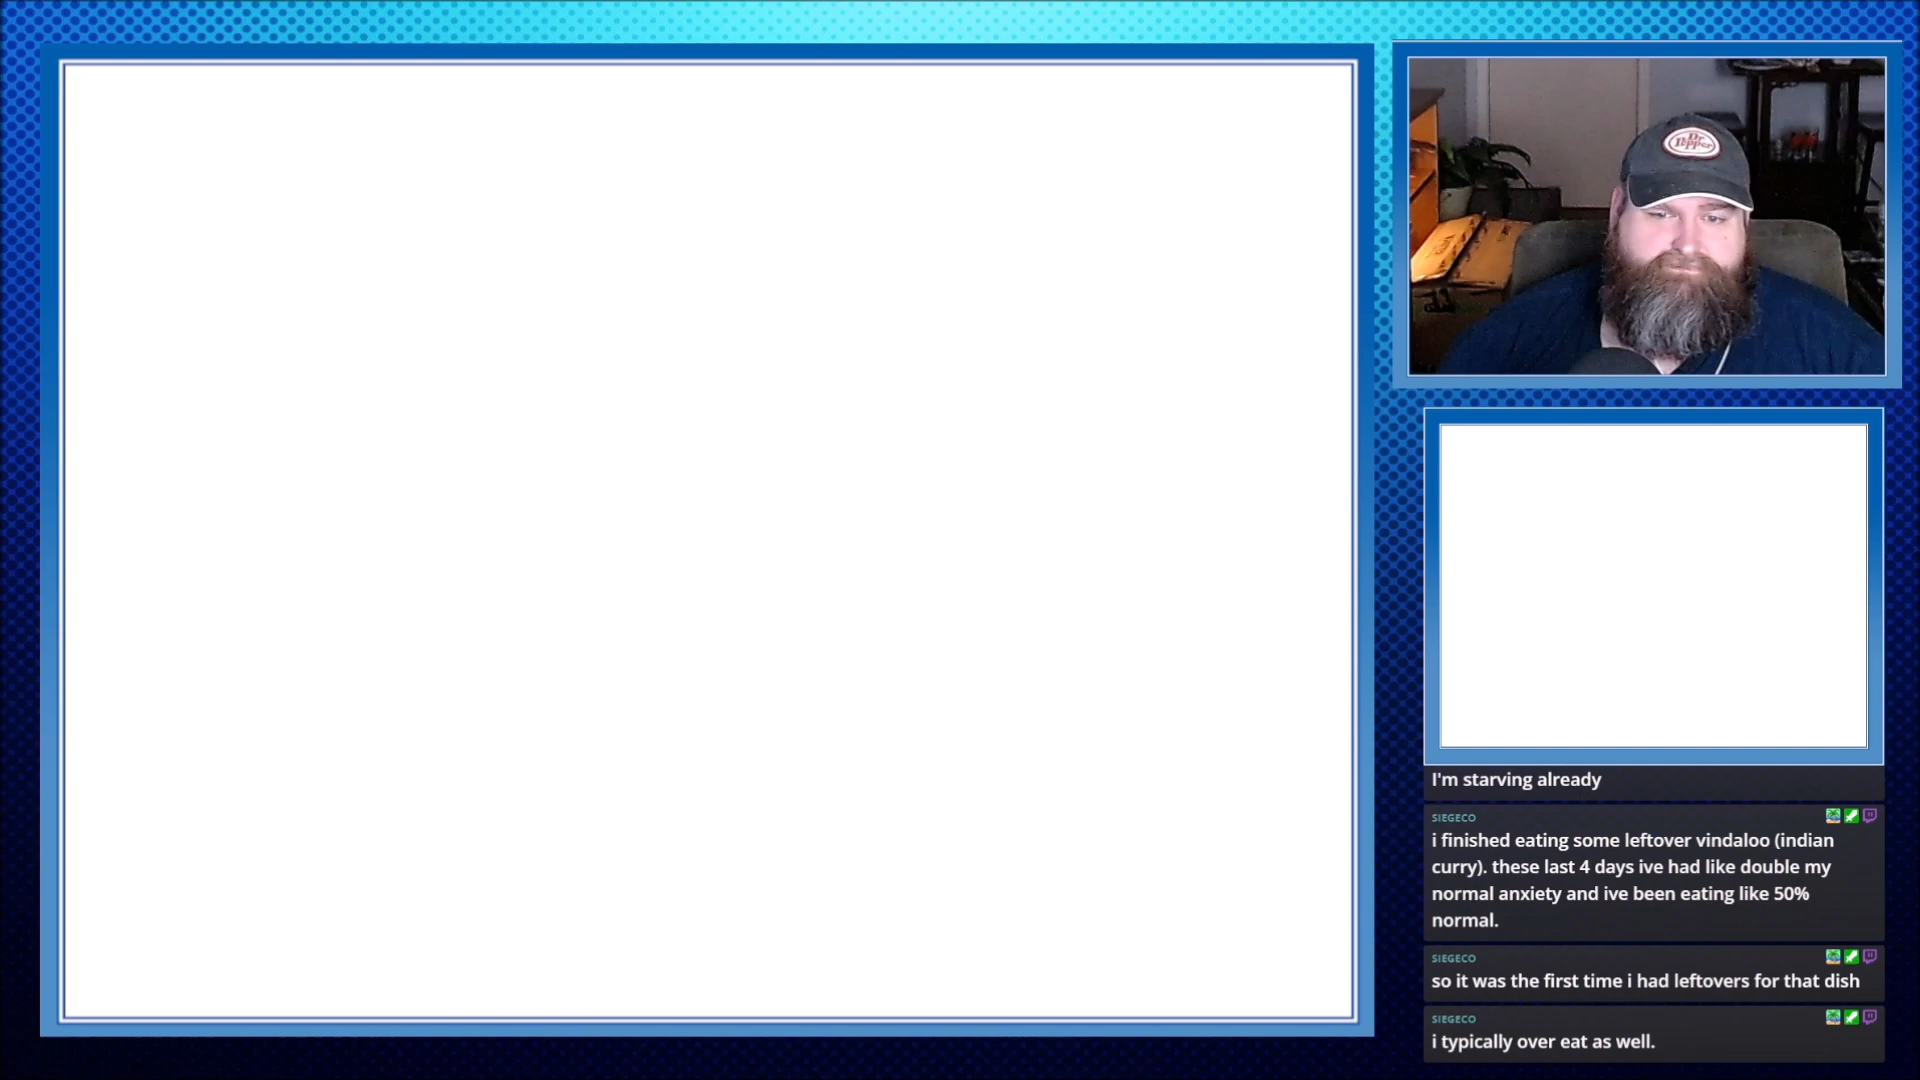 Dr
Pepper
I'm starving already
SIEGECO
i finished eating some leftover vindaloo (indian
curry). these last 4 days ive had like double my
normal anxiety and ive been eating like 50%
normal.
SIEGECO
so it was the first time i had leftovers for that dish
SIEGECO
i typically over eat as well.